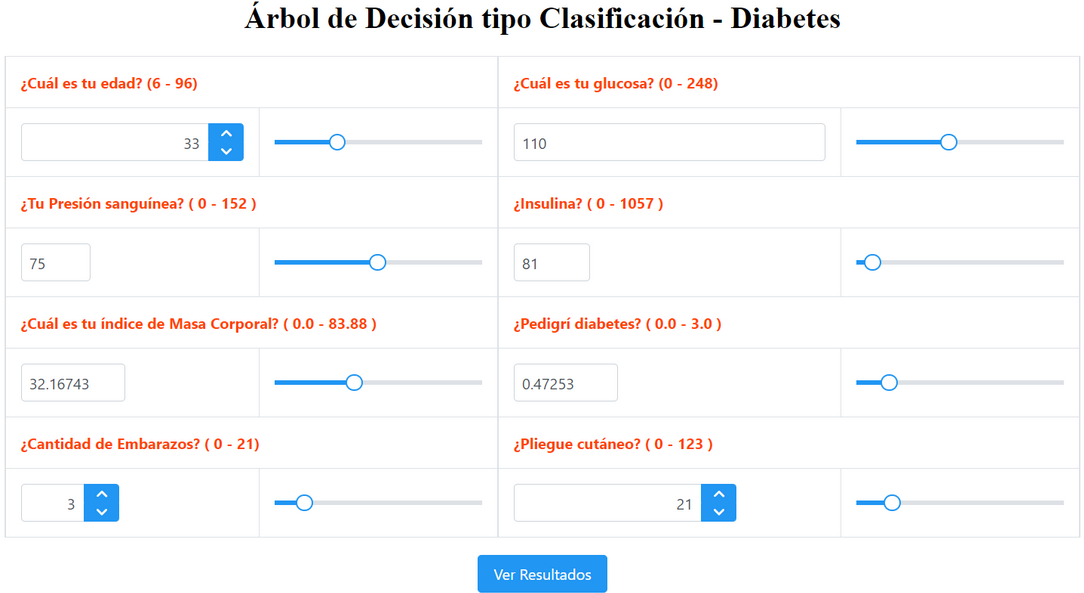 Árbol de Decisión tipo Clasificación - Diabetes
¿Cuál es tu edad? (6 - 96)
¿Cuál es tu glucosa? (0 - 248)
33
110
¿Tu Presión sanguínea? ( 0 - 152 )
¿Insulina? ( 0 - 1057 )
75
81
¿Cuál es tu índice de Masa Corporal? ( 0.0 - 83.88 )
¿Pedigrí diabetes? ( 0.0 - 3.0 )
32.16743
0.47253
¿Cantidad de Embarazos? ( 0 - 21)
¿Pliegue cutáneo? ( 0 - 123 )
3
21
Ver Resultados